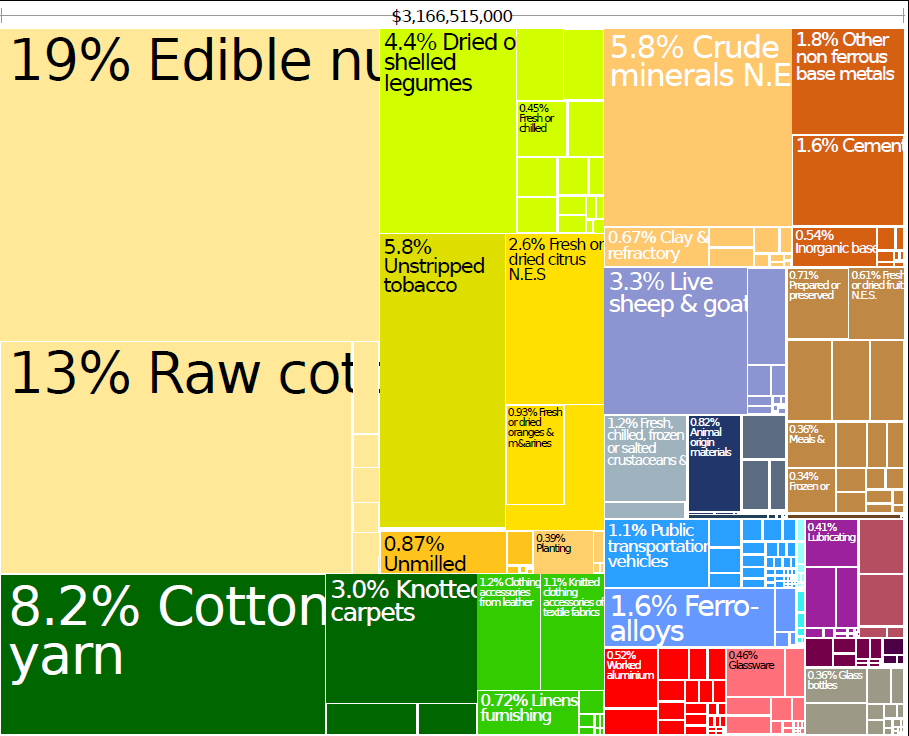 $3,166,515,000
19% Edible nu
13% Raw cot
4.4% Dried o
shelled
legumes
0.45%
Fresh or
chilled
5.8%
Unstripped
tobacco
2.6% Fresh or
dried citrus
N.E.S
0.93% Fresh
or dried
oranges &
m&arines
0.87%
Unmilled
0.39%
Planting
5.8% Crude
minerals N.E
1.8% Other
non ferrous
base metals
1.6% Cement
0.67% Clay &
refractory
0.54%
Inorganic base
3.3% Live
sheep & goat
0.71%
Prepared or
preserved
0.61% Fresh
or dried fruit
N.E.S.
1.2% Fresh,
chilled, frozen
or salted
crustaceans &
0.82%
Animal
origin
materials
0.36%
Meals &
0.34%
Frozen or
8.2% Cotton
yarn
3.0% Knotted
carpets
1.2% Clothing
accessories
from leather
1.1% Knitted
clothing
accessories of
textile fabrics
0.72% Linens
furnishing
1.1% Public
transportation
vehicles
0.41%
Lubricating
1.6% Ferro-
alloys
0.52%
Worked
aluminium
0.46%
Glassware
0.36% Glass
bottles